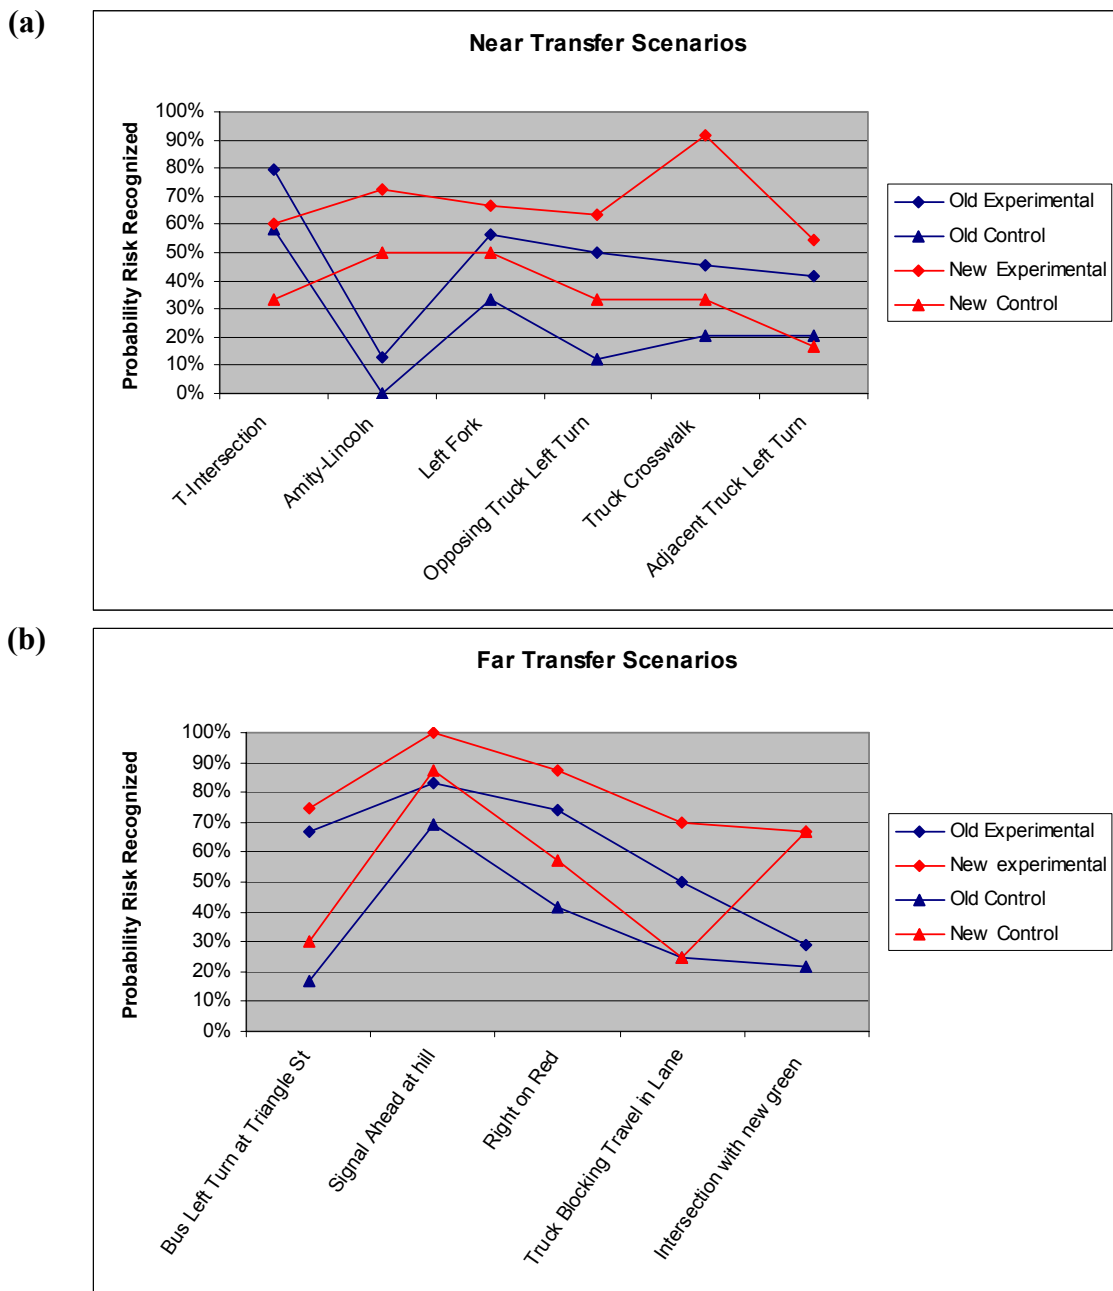 (a)
Near Transfer Scenarios
Probability Risk Recognized
100%
90%
80%
70%
60%
50%
40%
30%
20%
10%
0%
T-Intersection
Amity-Lincoln
Left Fork
Opposing Truck Left Turn
Truck Crosswalk
Adjacent Truck Left Turn
Old Experimental
Old Control
New Experimental
New Control
(b)
Far Transfer Scenarios
Probability Risk Recognized
100%
90%
80%
70%
60%
50%
40%
30%
20%
10%
0%
Bus Left Turn at Triangle St
Signal Ahead at hill
Right on Red
Truck Blocking Travel in Lane
Intersection with new green
Old Experimental
New experimental
Old Control
New Control